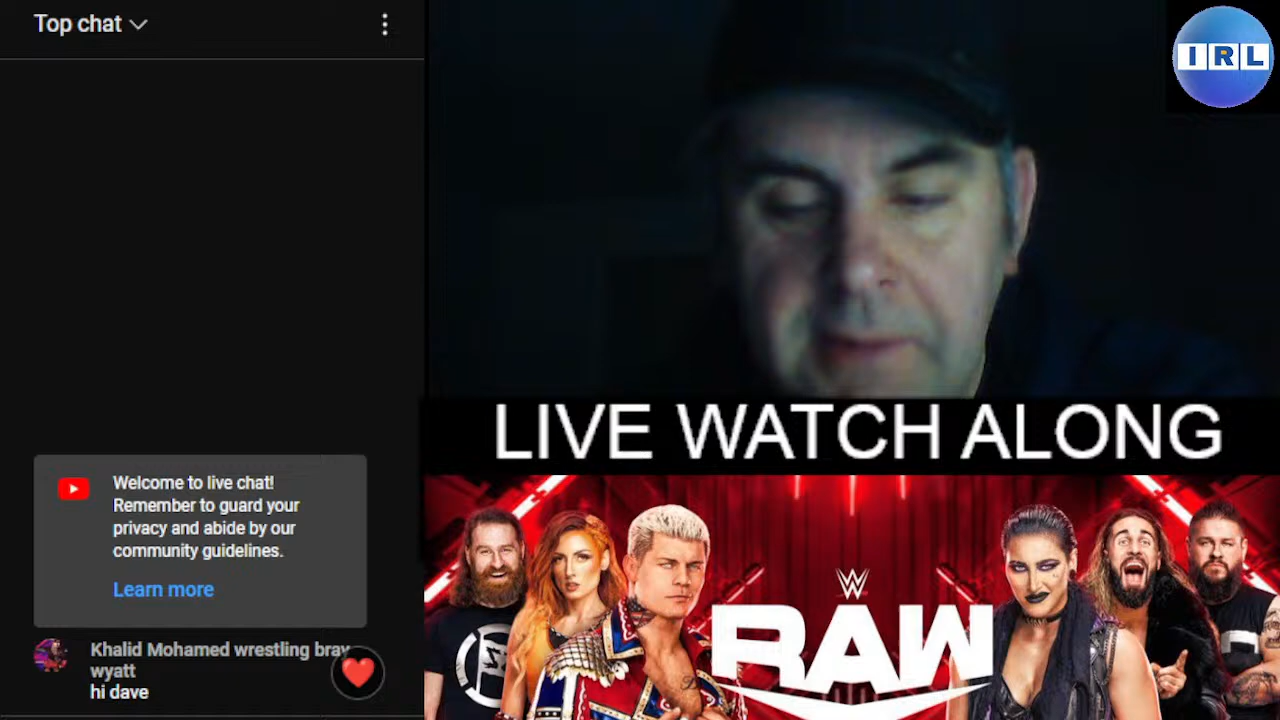 Top chat
IRL
LIVE WATCH ALONG
Welcome to live chat!
Remember to guard your
privacy and abide by our
community guidelines.
Learn more
Khalid Mohamed wrestling bray
wyatt
hi dave
W
RAW